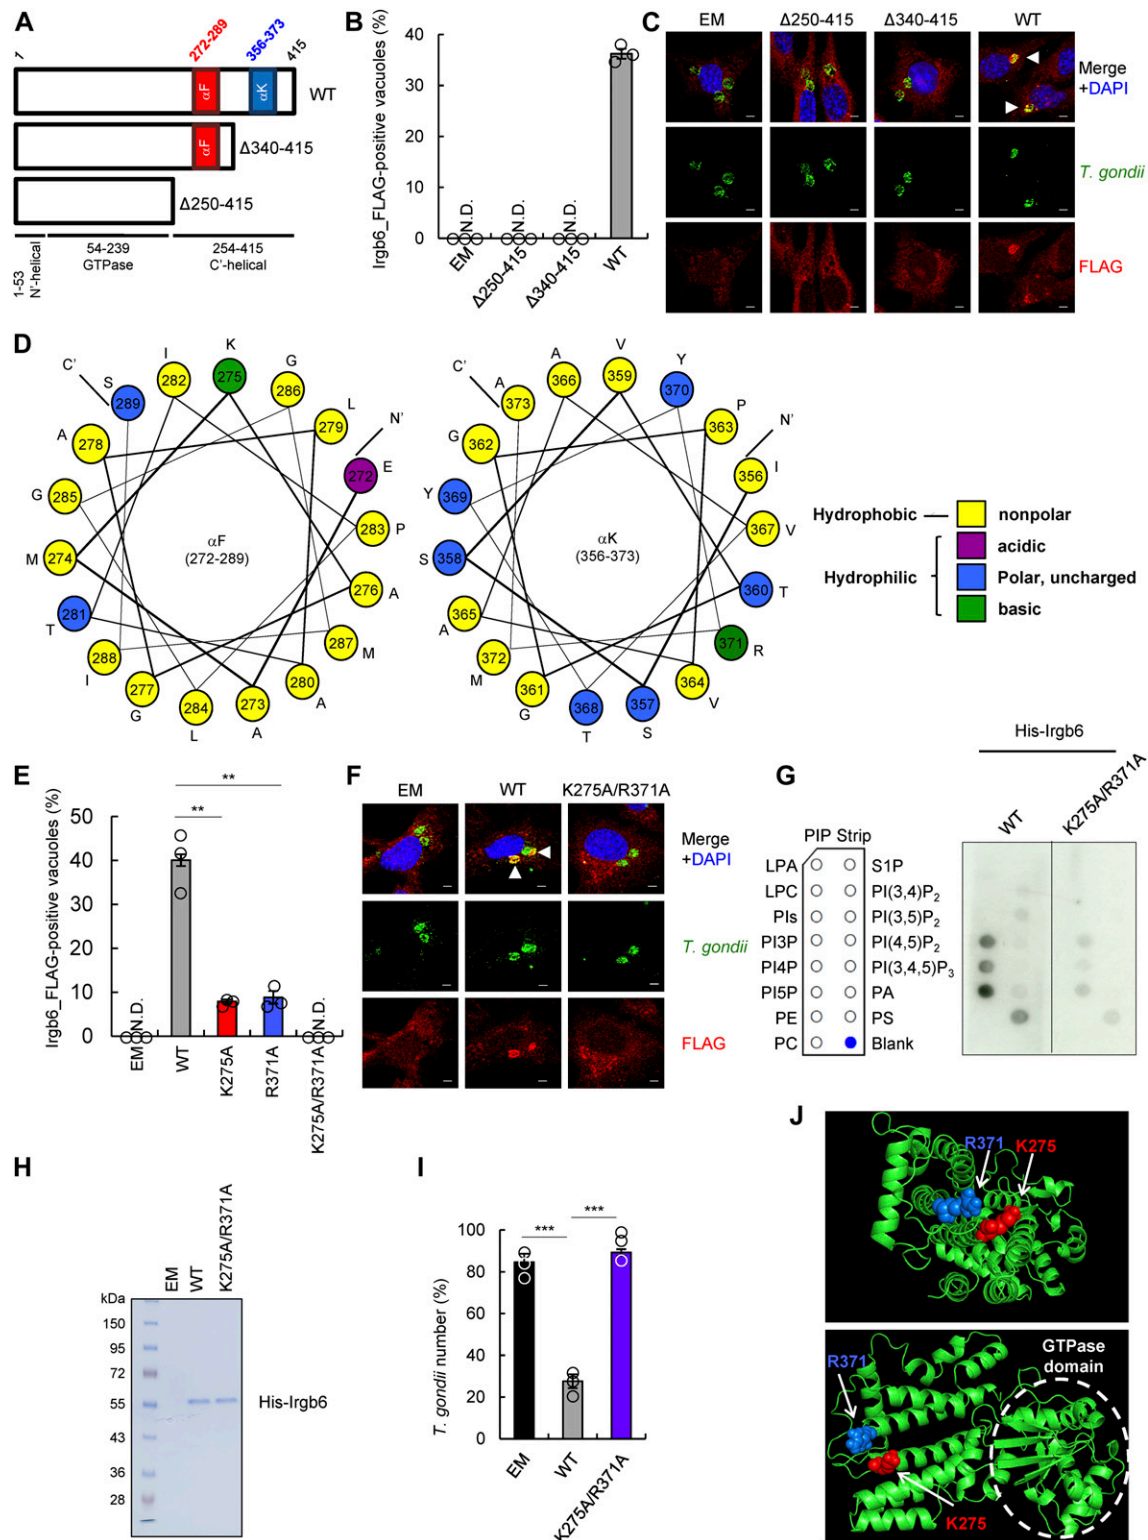 A
1
272-289
356-373
415
αF
αK
WT
αF
Δ340-415
Δ250-415
1-53
N'-helical
54-239
GTPase
254-415
C'-helical
B
Irgb6_FLAG-positive vacuoles (%)
40
30
20
10
0
N.D.
N.D.
N.D.
EM
Δ250-415
Δ340-415
WT
C
EM
Δ250-415
Δ340-415
WT
Merge
+DAPI
T. gondii
FLAG
D
C'
S
I
K
G
L
N'
E
P
A
M
A
A
L
G
I
T
M
G
A
289
282
275
286
279
272
283
276
287
280
273
284
277
288
281
274
285
278
αF
(272-289)
C'
A
A
V
Y
P
N'
I
V
T
R
V
S
T
G
M
A
S
Y
G
373
366
359
370
363
356
367
360
371
364
357
368
361
372
365
358
369
362
αK
(356-373)
Hydrophobic
nonpolar
acidic
Hydrophilic
Polar, uncharged
basic
E
Irgb6_FLAG-positive vacuoles (%)
50
40
30
20
10
0
**
**
N.D.
N.D.
EM
WT
K275A
R371A
K275A/R371A
F
EM
WT
K275A/R371A
Merge
+DAPI
T. gondii
FLAG
G
His-Irgb6
WT
K275A/R371A
PIP Strip
LPA
S1P
LPC
PI(3,4)P2
PIs
PI(3,5)P2
PI3P
PI(4,5)P2
PI4P
PI(3,4,5)P3
PI5P
PA
PE
PS
PC
Blank
H
EM
WT
K275A/R371A
kDa
150
95
72
55
43
36
28
His-Irgb6
I
T. gondii number (%)
100
80
60
40
20
0
***
***
EM
WT
K275A/R371A
J
R371
K275
R371
GTPase
domain
K275